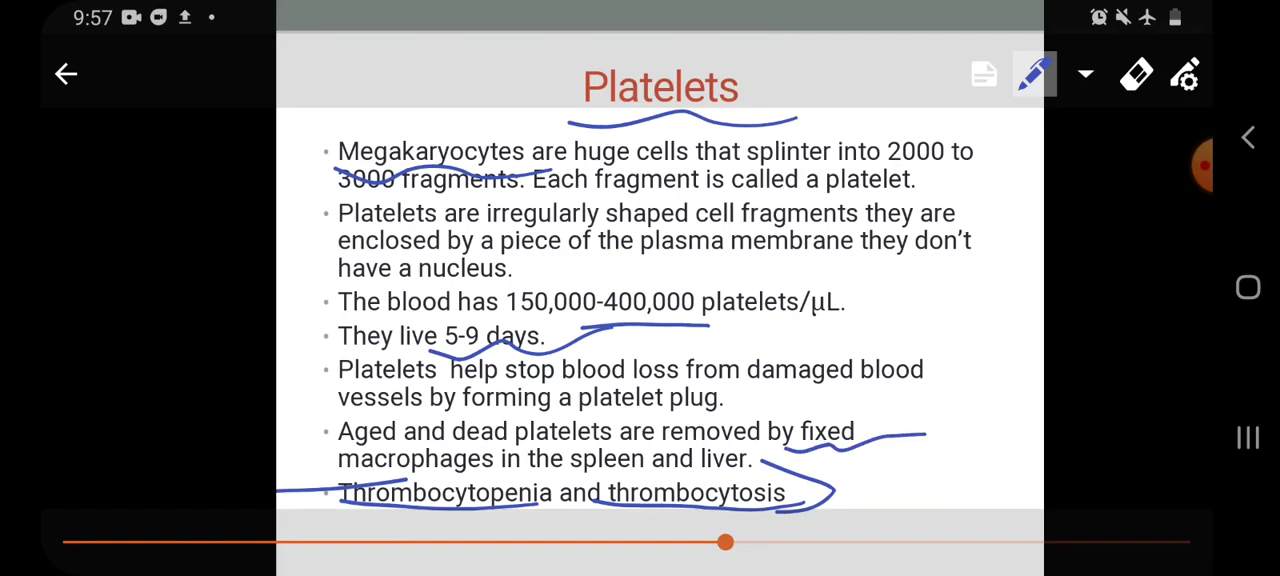 9:57
Platelets
• Megakaryocytes are huge cells that splinter into 2000 to
3000 fragments. Each fragment is called a platelet.
• Platelets are irregularly shaped cell fragments they are
enclosed by a piece of the plasma membrane they don’t
have a nucleus.
• The blood has 150,000-400,000 platelets/µL.
• They live 5-9 days.
• Platelets  help stop blood loss from damaged blood
vessels by forming a platelet plug.
• Aged and dead platelets are removed by fixed
macrophages in the spleen and liver.
• Thrombocytopenia and thrombocytosis